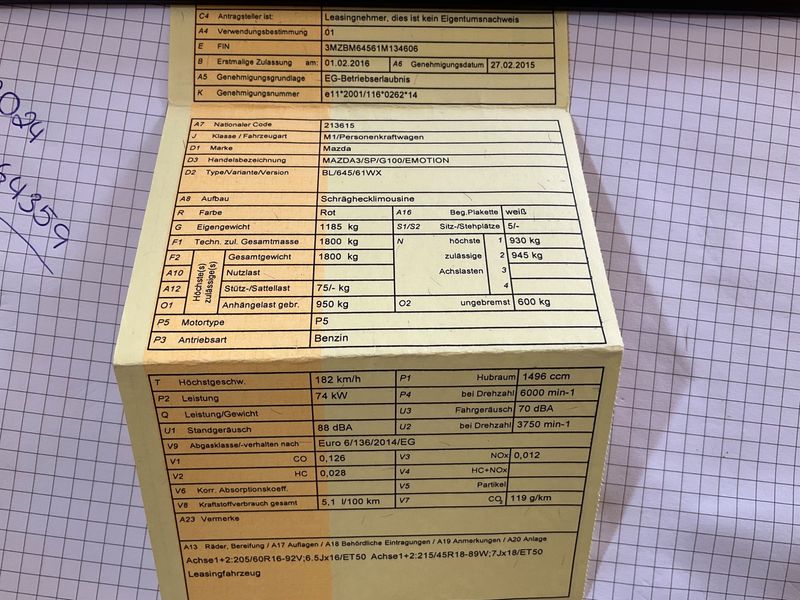 C4 Antragsteller ist: Leasingnehmer, dies ist kein Eigentumsnachweis
A4 Verwendungsbestimmung 01
E FIN 3MZBM64561M134606
B Erstmalige Zulassung am: 01.02.2016 A6 Genehmigungsdatum 27.02.2015
A5 Genehmigungsgrundlage EG-Betriebserlaubnis
K Genehmigungsnummer e11*2001/116*0262*14
A7 Nationaler Code 213615
J Klasse / Fahrzeugart M1/Personenkraftwagen
D1 Marke Mazda
D3 Handelsbezeichnung MAZDA3/SP/G100/EMOTION
D2 Type/Variante/Version BL/645/61WX
A8 Aufbau Schräghecklimousine
R Farbe Rot A16 Beg.Plakette weiß
G Eigengewicht 1185 kg S1/S2 Sitz-/Stehplätze 5/-
F1 Techn. zul. Gesamtmasse 1800 kg N höchste 1 930 kg
F2 Höchste(s) zulässige(s) Gesamtgewicht 1800 kg zulässige 2 945 kg
A10 Nutzlast Achslasten 3
A12 Stütz-/Sattellast 75/- kg 4
O1 Anhängelast gebr. 950 kg O2 ungebremst 600 kg
P5 Motortype P5
P3 Antriebsart Benzin
T Höchstgeschw. 182 km/h P1 Hubraum 1496 ccm
P2 Leistung 74 kW P4 bei Drehzahl 6000 min-1
Q Leistung/Gewicht U3 Fahrgeräusch 70 dBA
U1 Standgeräusch 88 dBA U2 bei Drehzahl 3750 min-1
V9 Abgasklasse/-verhalten nach Euro 6/136/2014/EG
V1 CO 0,126 V3 NOx 0,012
V2 HC 0,028 V4 HC+NOx
V6 Korr. Absorptionskoeff. V5 Partikel
V8 Kraftstoffverbrauch gesamt 5,1 l/100 km V7 CO2 119 g/km
A23 Vermerke
A13 Räder, Bereifung / A17 Auflagen / A18 Behördliche Eintragungen / A19 Anmerkungen / A20 Anlage
Achse1+2:205/60R16-92V;6.5Jx16/ET50 Achse1+2:215/45R18-89W;7Jx18/ET50
Leasingfahrzeug